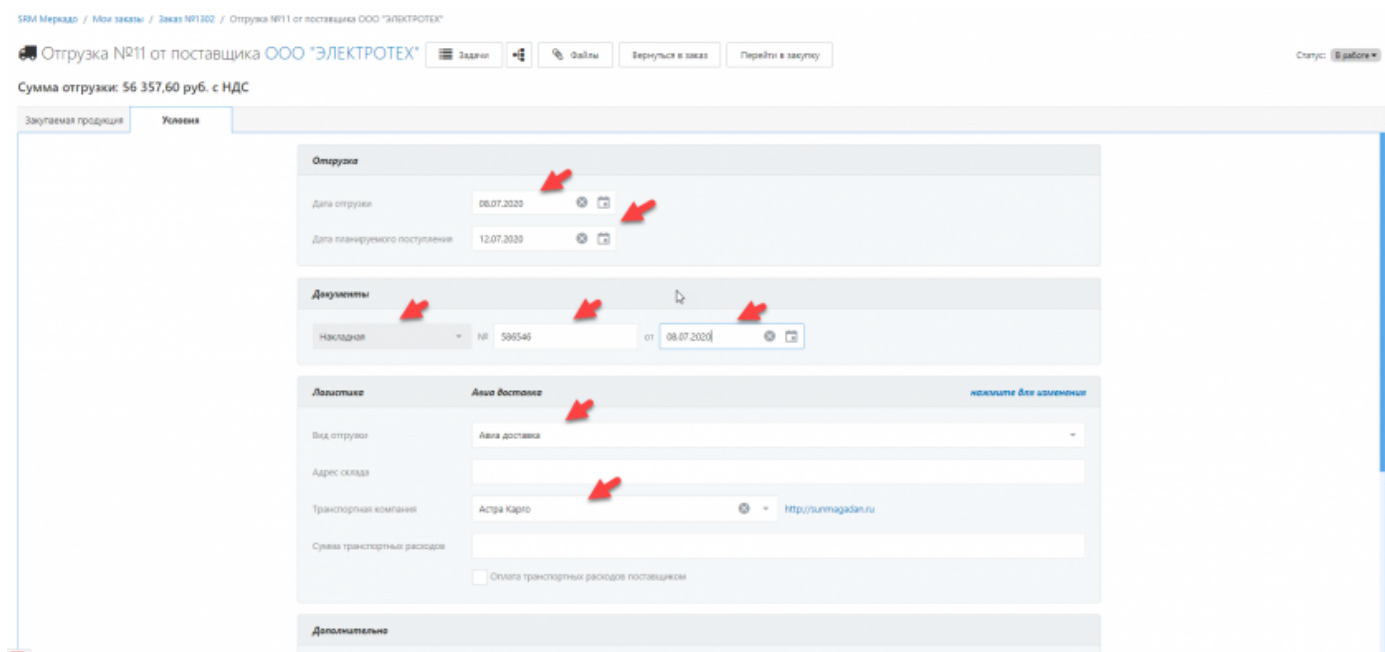 SRM Меркадо / Мои заказы / Заказ №1302 / Отгрузка №11 от поставщика ООО "ЭЛЕКТРОТЕХ"
Отгрузка №11 от поставщика ООО "ЭЛЕКТРОТЕХ" Задачи Файлы Вернуться в заказ Перейти в закупку Статус: В работе
Сумма отгрузки: 56 357,60 руб. с НДС
Закупаемая продукция Условия
Отгрузка
Дата отгрузки 08.07.2020
Дата планируемого поступления 12.07.2020
Документы
Накладная № 586546 от 08.07.2020
Логистика Авиа доставка нажмите для изменения
Вид отгрузки Авиа доставка
Адрес склада
Транспортная компания Астра Карго http://sunmagadan.ru
Сумма транспортных расходов
Оплата транспортных расходов поставщиком
Дополнительно